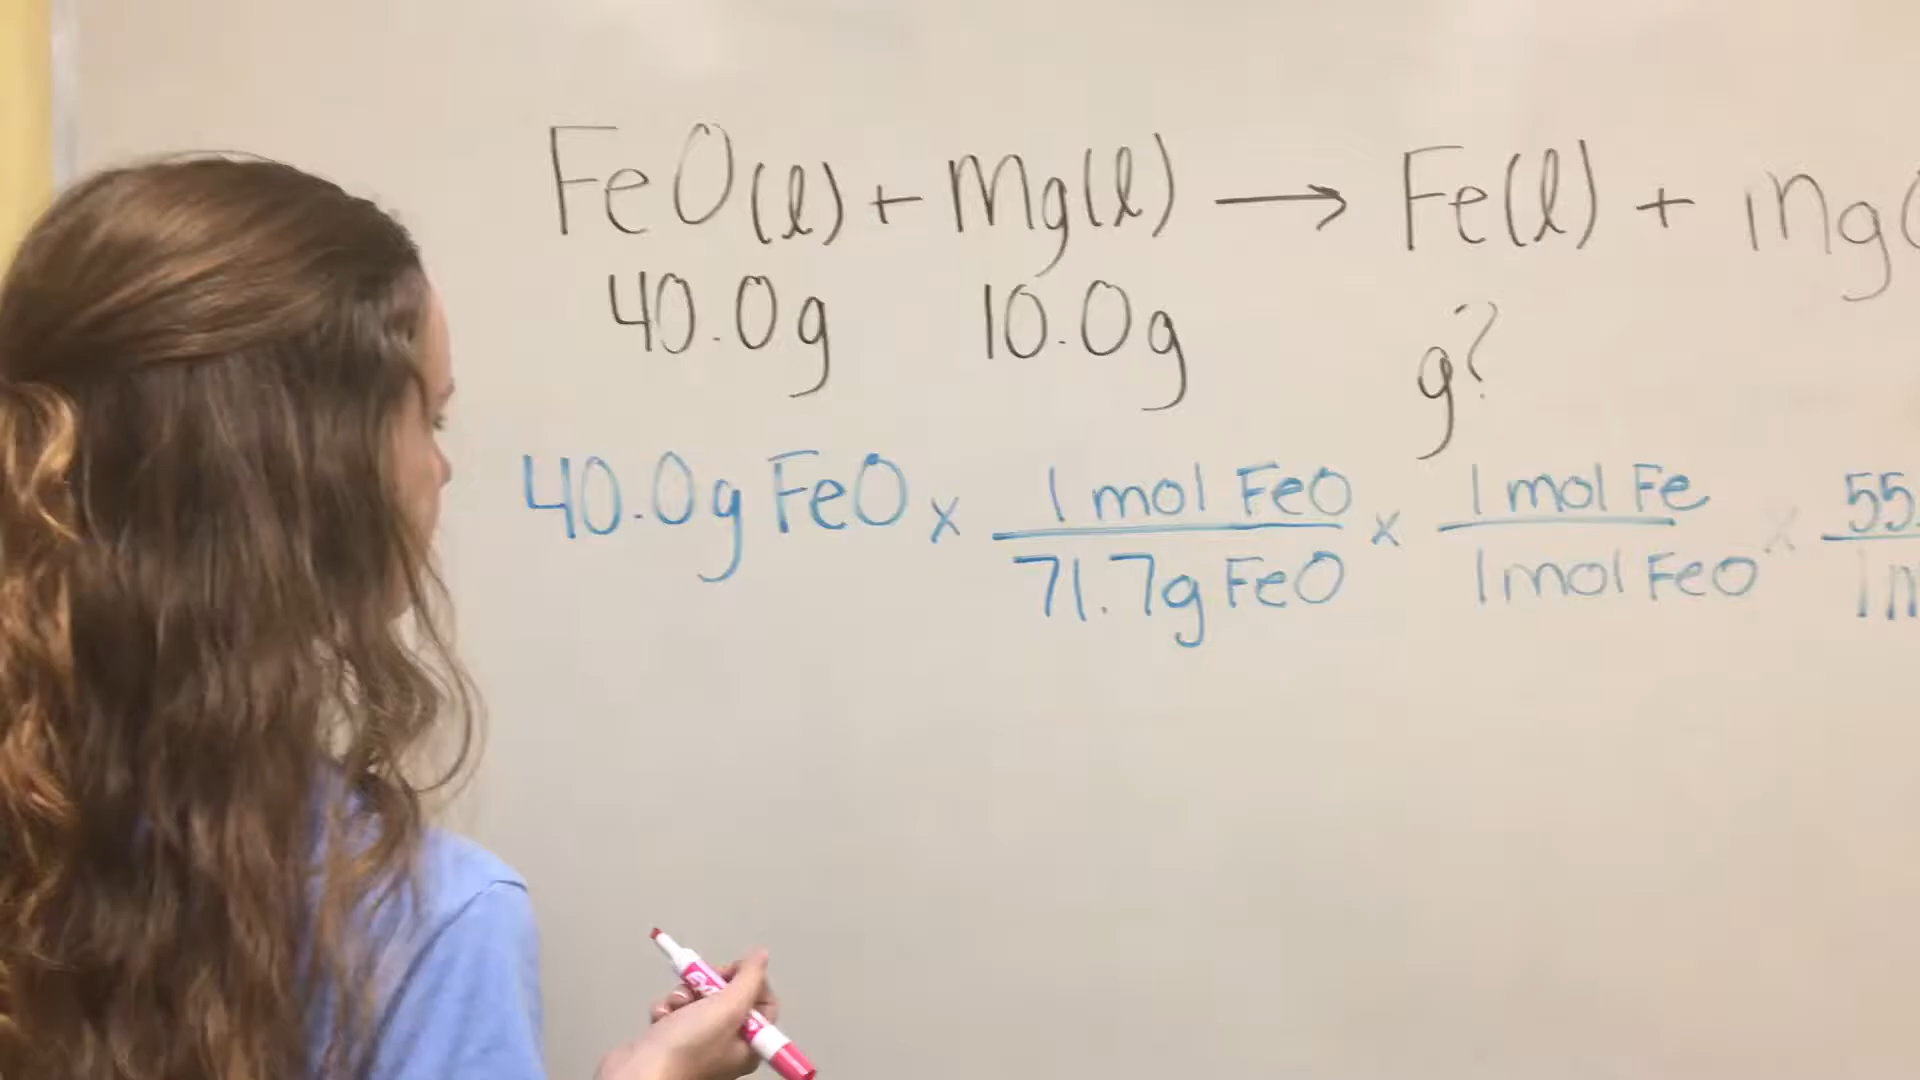 FeO(l) + Mg(l) → Fe(l) + Mg(
40.0g 10.0g g?
40.0g FeO x 1 mol FeO x 1 mol Fe x 55.
71.7g FeO 1 mol FeO 1 m